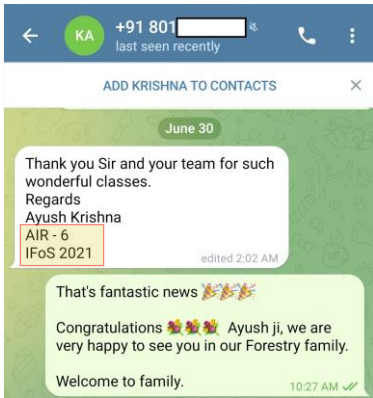 KA
+91 801
last seen recently
ADD KRISHNA TO CONTACTS
June 30
Thank you Sir and your team for such
wonderful classes.
Regards
Ayush Krishna
AIR - 6
IFoS 2021
edited 2:02 AM
That's fantastic news 🎉🎉🎉
Congratulations 💐💐💐 Ayush ji, we are
very happy to see you in our Forestry family.
Welcome to family.
10:27 AM